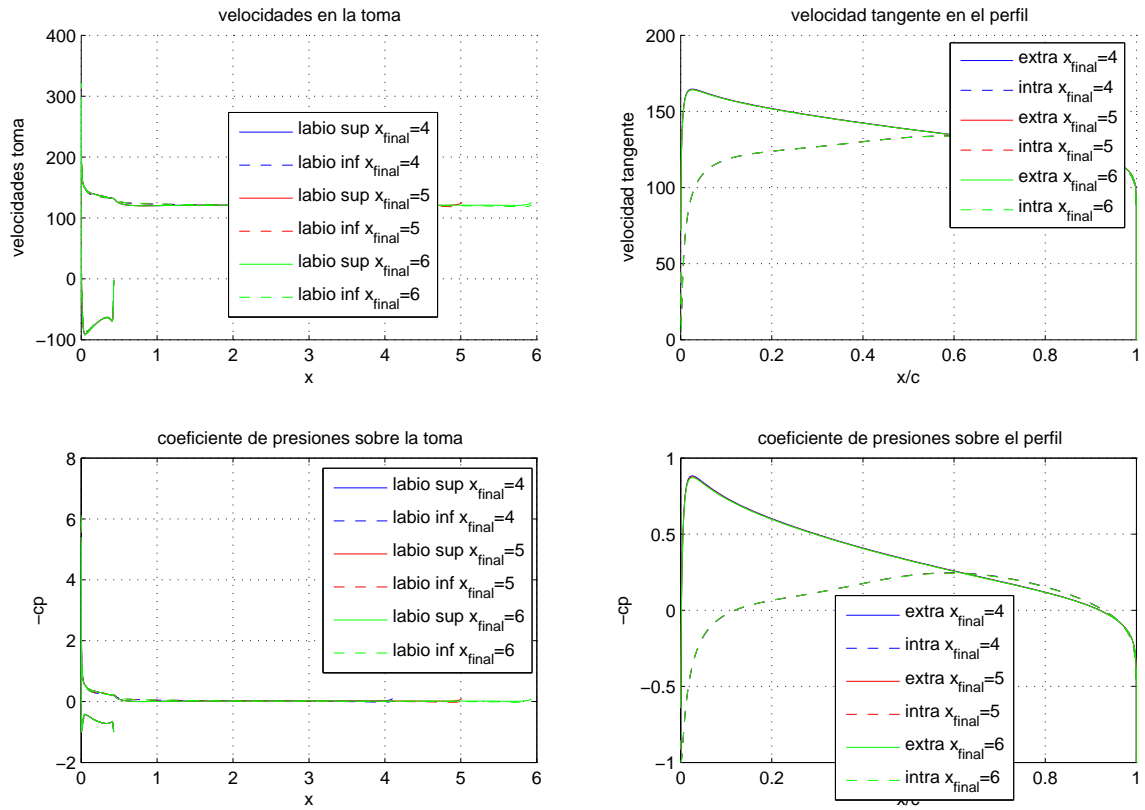 velocidades en la toma
400
300
200
100
0
−100
velocidades toma
0 1 2 3 4 5 6
x
labio sup x_final=4
labio inf x_final=4
labio sup x_final=5
labio inf x_final=5
labio sup x_final=6
labio inf x_final=6
velocidad tangente en el perfil
200
150
100
50
0
velocidad tangente
0 0.2 0.4 0.6 0.8 1
x/c
extra x_final=4
intra x_final=4
extra x_final=5
intra x_final=5
extra x_final=6
intra x_final=6
coeficiente de presiones sobre la toma
8
6
4
2
0
−2
−cp
0 1 2 3 4 5 6
x
labio sup x_final=4
labio inf x_final=4
labio sup x_final=5
labio inf x_final=5
labio sup x_final=6
labio inf x_final=6
coeficiente de presiones sobre el perfil
1
0.5
0
−0.5
−1
−cp
0 0.2 0.4 0.6 0.8 1
x/c
extra x_final=4
intra x_final=4
extra x_final=5
intra x_final=5
extra x_final=6
intra x_final=6